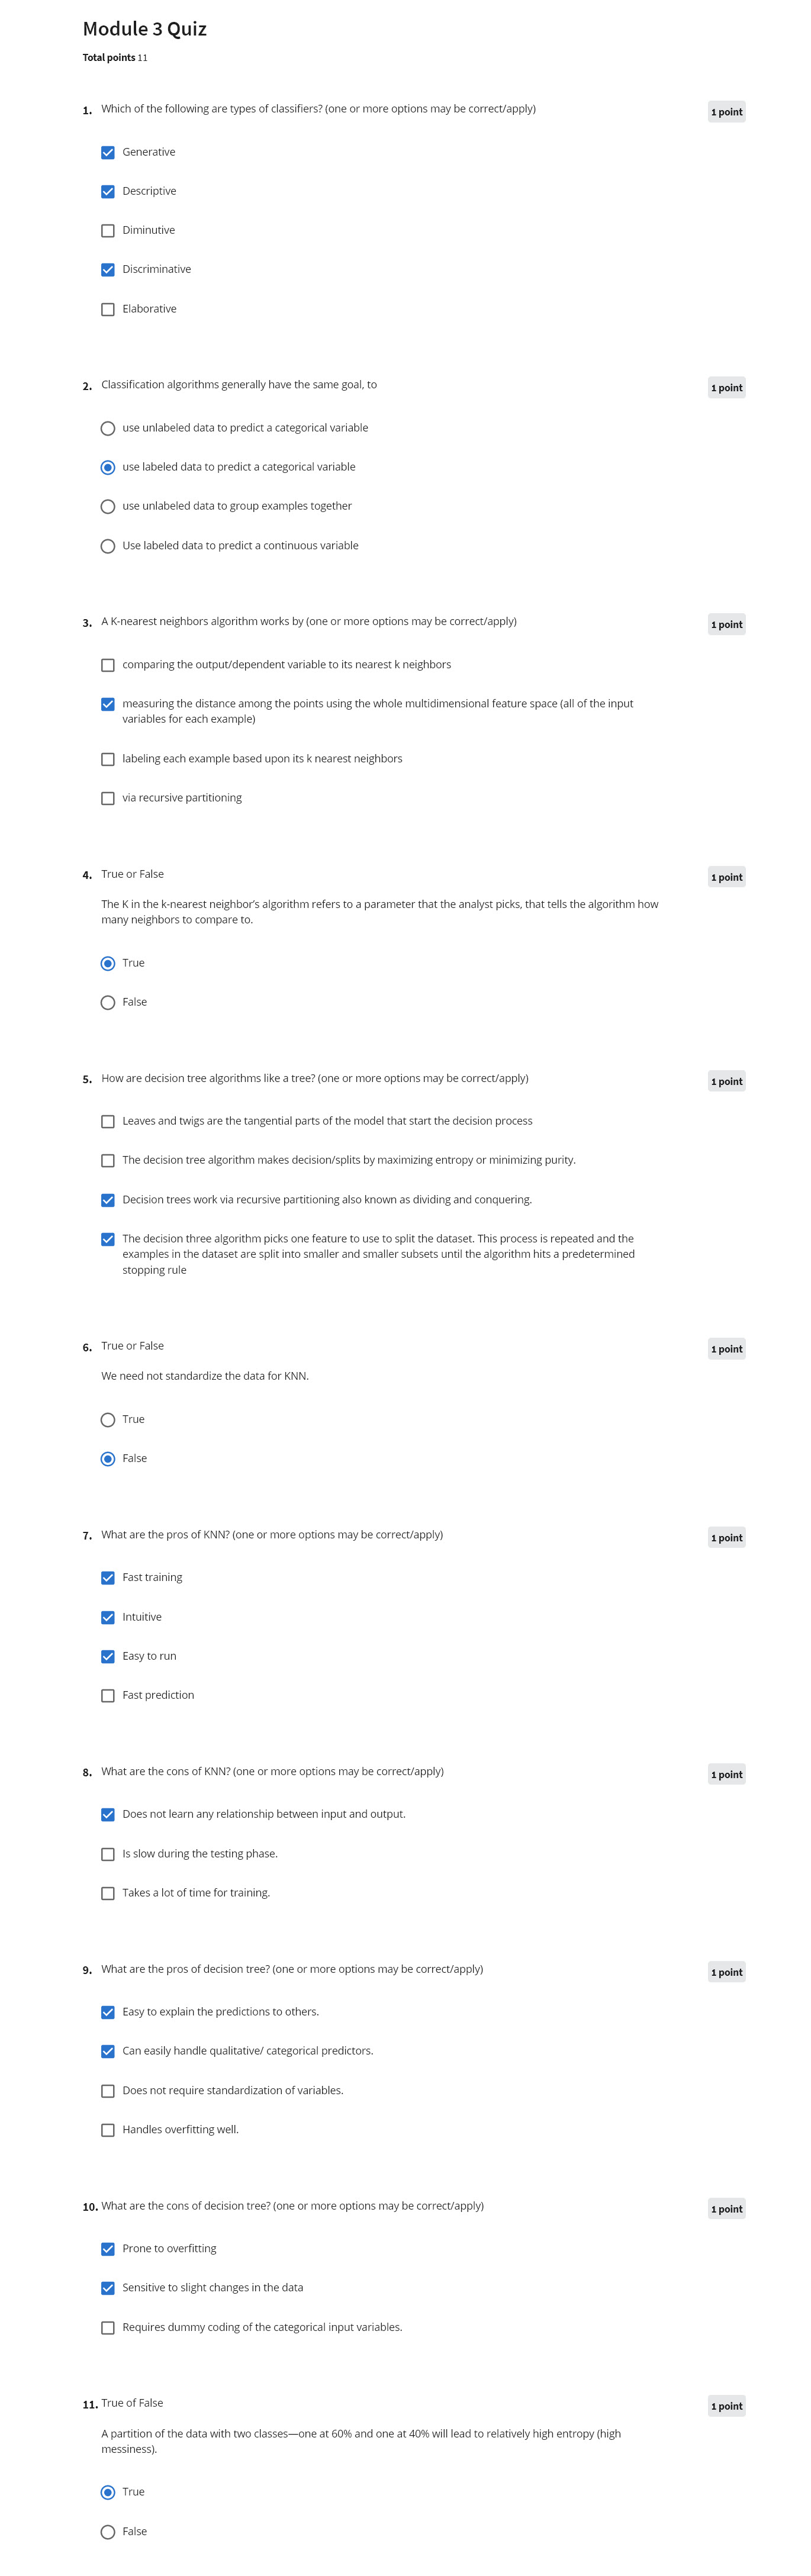 Module 3 Quiz
Total points 11
1. Which of the following are types of classifiers? (one or more options may be correct/apply)
1 point
Generative
Descriptive
Diminutive
Discriminative
Elaborative
2. Classification algorithms generally have the same goal, to
1 point
use unlabeled data to predict a categorical variable
use labeled data to predict a categorical variable
use unlabeled data to group examples together
Use labeled data to predict a continuous variable
3. A K-nearest neighbors algorithm works by (one or more options may be correct/apply)
1 point
comparing the output/dependent variable to its nearest k neighbors
measuring the distance among the points using the whole multidimensional feature space (all of the input
variables for each example)
labeling each example based upon its k nearest neighbors
via recursive partitioning
4. True or False
1 point
The K in the k-nearest neighbor's algorithm refers to a parameter that the analyst picks, that tells the algorithm how
many neighbors to compare to.
True
False
5. How are decision tree algorithms like a tree? (one or more options may be correct/apply)
1 point
Leaves and twigs are the tangential parts of the model that start the decision process
The decision tree algorithm makes decision/splits by maximizing entropy or minimizing purity.
Decision trees work via recursive partitioning also known as dividing and conquering.
The decision three algorithm picks one feature to use to split the dataset. This process is repeated and the
examples in the dataset are split into smaller and smaller subsets until the algorithm hits a predetermined
stopping rule
6. True or False
1 point
We need not standardize the data for KNN.
True
False
7. What are the pros of KNN? (one or more options may be correct/apply)
1 point
Fast training
Intuitive
Easy to run
Fast prediction
8. What are the cons of KNN? (one or more options may be correct/apply)
1 point
Does not learn any relationship between input and output.
Is slow during the testing phase.
Takes a lot of time for training.
9. What are the pros of decision tree? (one or more options may be correct/apply)
1 point
Easy to explain the predictions to others.
Can easily handle qualitative/ categorical predictors.
Does not require standardization of variables.
Handles overfitting well.
10. What are the cons of decision tree? (one or more options may be correct/apply)
1 point
Prone to overfitting
Sensitive to slight changes in the data
Requires dummy coding of the categorical input variables.
11. True of False
1 point
A partition of the data with two classes—one at 60% and one at 40% will lead to relatively high entropy (high
messiness).
True
False